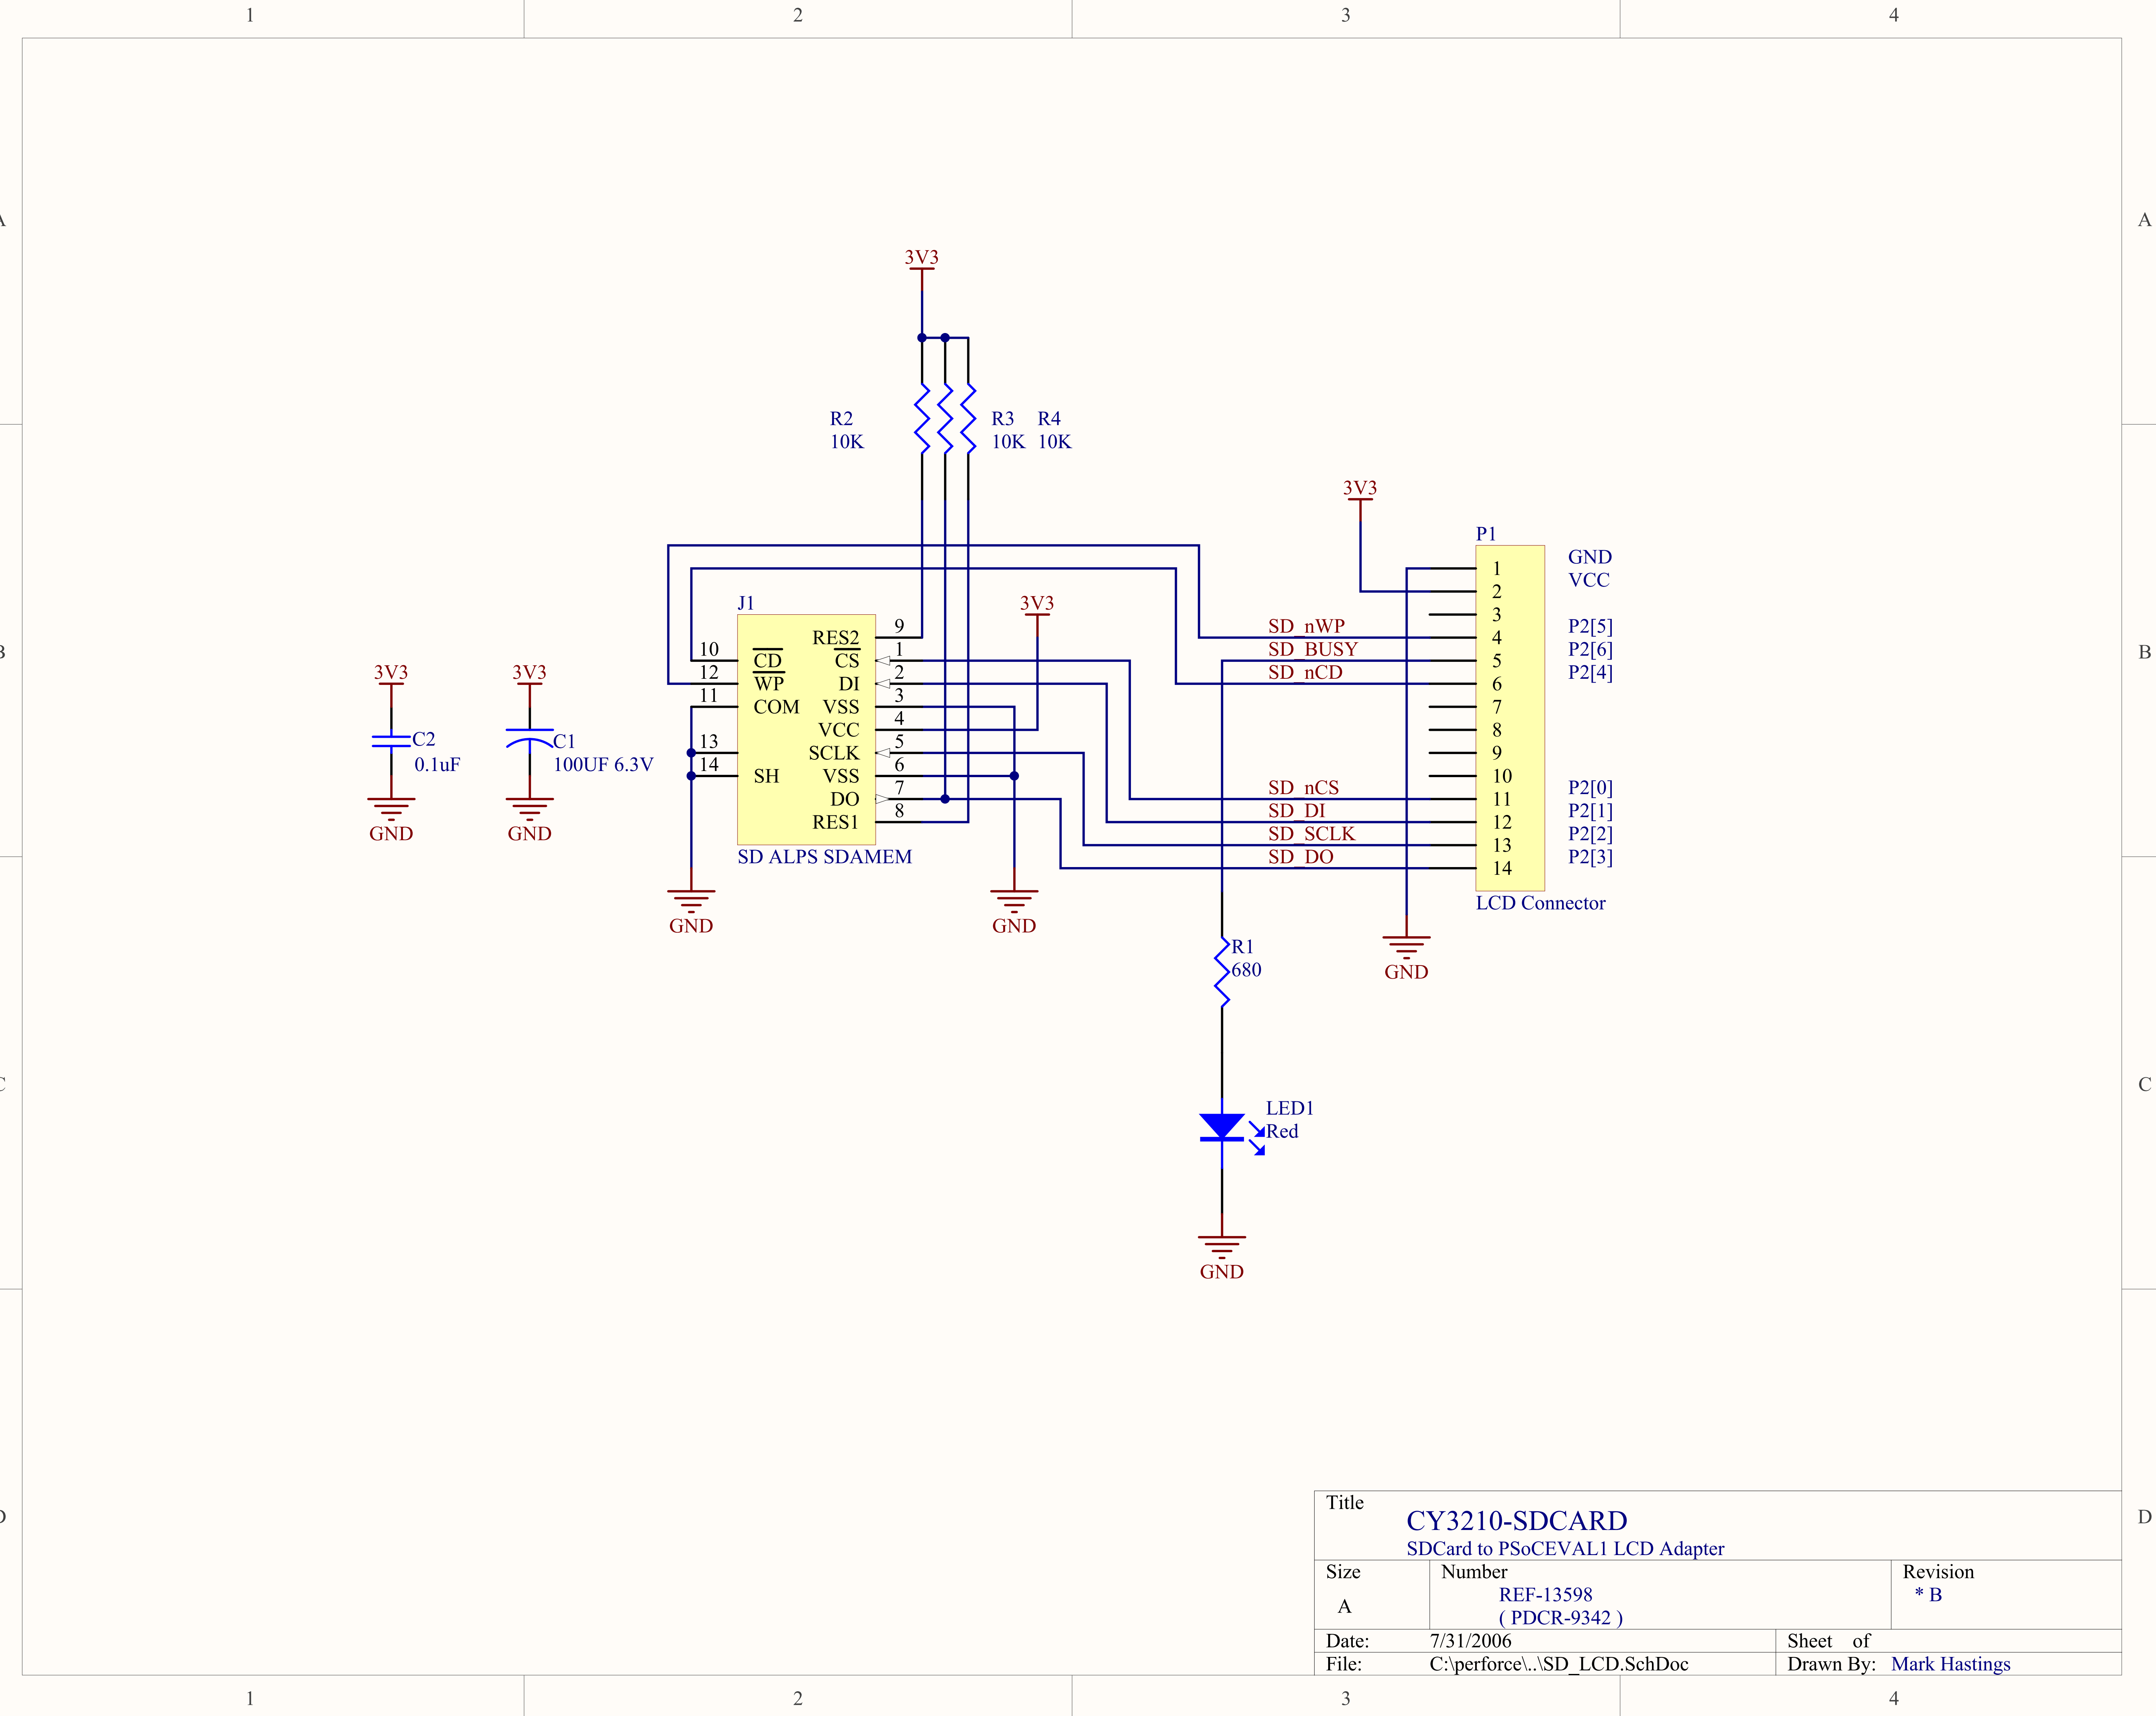 1 2 3 4
A A
3V3
R2 R3 R4
10K 10K 10K
3V3
P1
1 GND
2 VCC
3
SD_nWP 4 P2[5]
SD_BUSY 5 P2[6]
SD_nCD 6 P2[4]
7
8
9
10
SD_nCS 11 P2[0]
SD_DI 12 P2[1]
SD_SCLK 13 P2[2]
SD_DO 14 P2[3]
LCD Connector
GND
B B
J1
3V3
RES2 9
10 CD CS 1
12 WP DI 2
11 COM VSS 3
VCC 4
13 SCLK 5
14 SH VSS 6
DO 7
RES1 8
SD ALPS SDAMEM
GND
GND
3V3
C2
0.1uF
GND
3V3
C1
100UF 6.3V
GND
R1
680
C C
LED1
Red
GND
D D
Title
CY3210-SDCARD
SDCard to PSoCEVAL1 LCD Adapter
Size Number Revision
A REF-13598 * B
( PDCR-9342 )
Date: 7/31/2006 Sheet of
File: C:\perforce\..\SD_LCD.SchDoc Drawn By: Mark Hastings
1 2 3 4